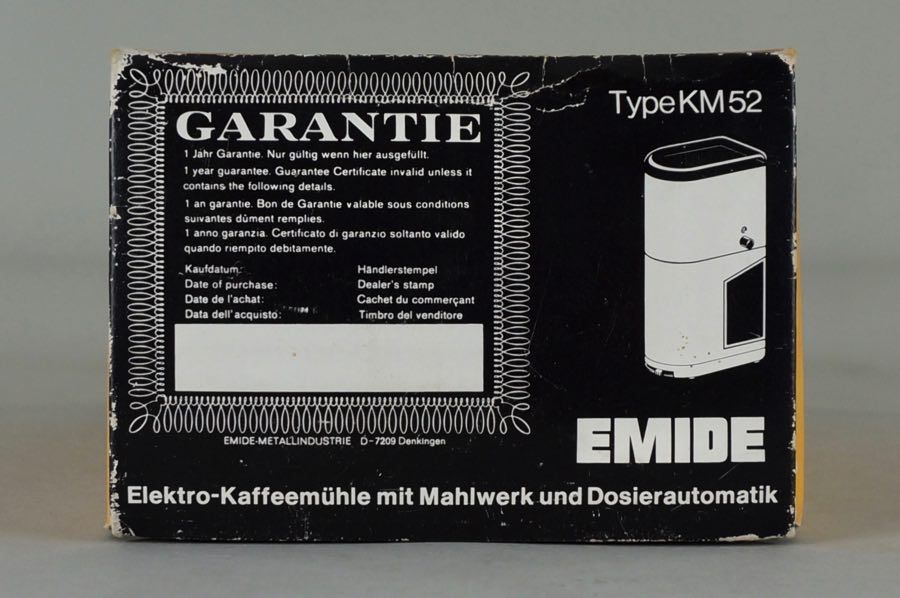 GARANTIE
1 Jahr Garantie. Nur gültig wenn hier ausgefüllt.
1 year guarantee. Guarantee Certificate invalid unless it
contains the following details.
1 an garantie. Bon de Garantie valable sous conditions
suivantes dûment remplies.
1 anno garanzia. Certificato di garanzio soltanto valido
quando riempito debitamente.
Kaufdatum: Händlerstempel
Date of purchase: Dealer's stamp
Date de l'achat: Cachet du commerçant
Data dell'acquisto: Timbro del venditore
EMIDE-METALLINDUSTRIE D-7209 Denkingen
Type KM 52
EMIDE
Elektro-Kaffeemühle mit Mahlwerk und Dosierautomatik